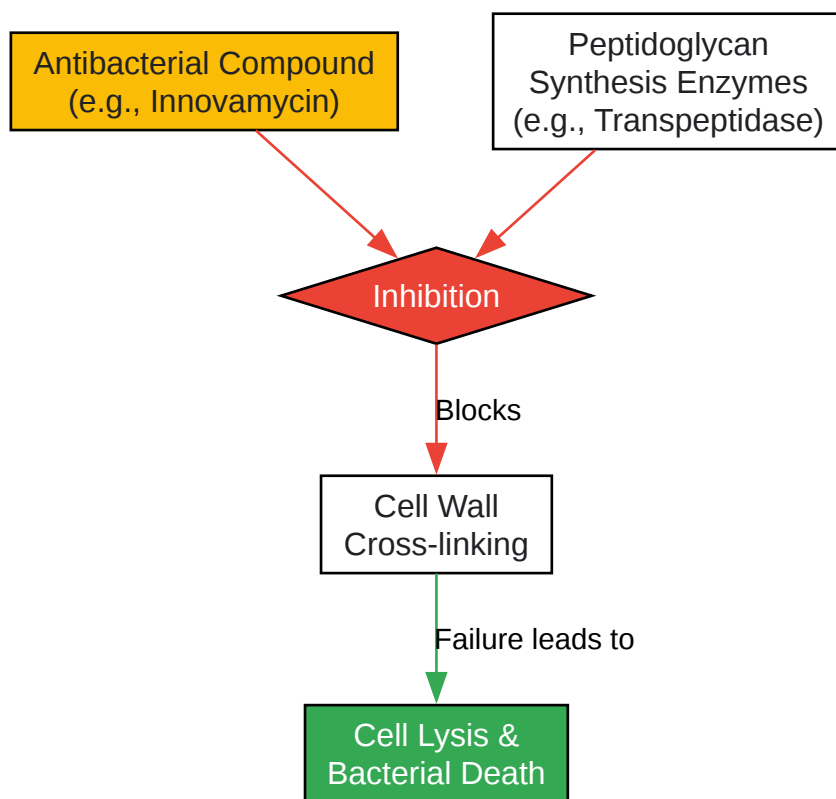 Antibacterial Compound
(e.g., Innovamycin)
Peptidoglycan
Synthesis Enzymes
(e.g., Transpeptidase)
Inhibition
Blocks
Cell Wall
Cross-linking
Failure leads to
Cell Lysis &
Bacterial Death